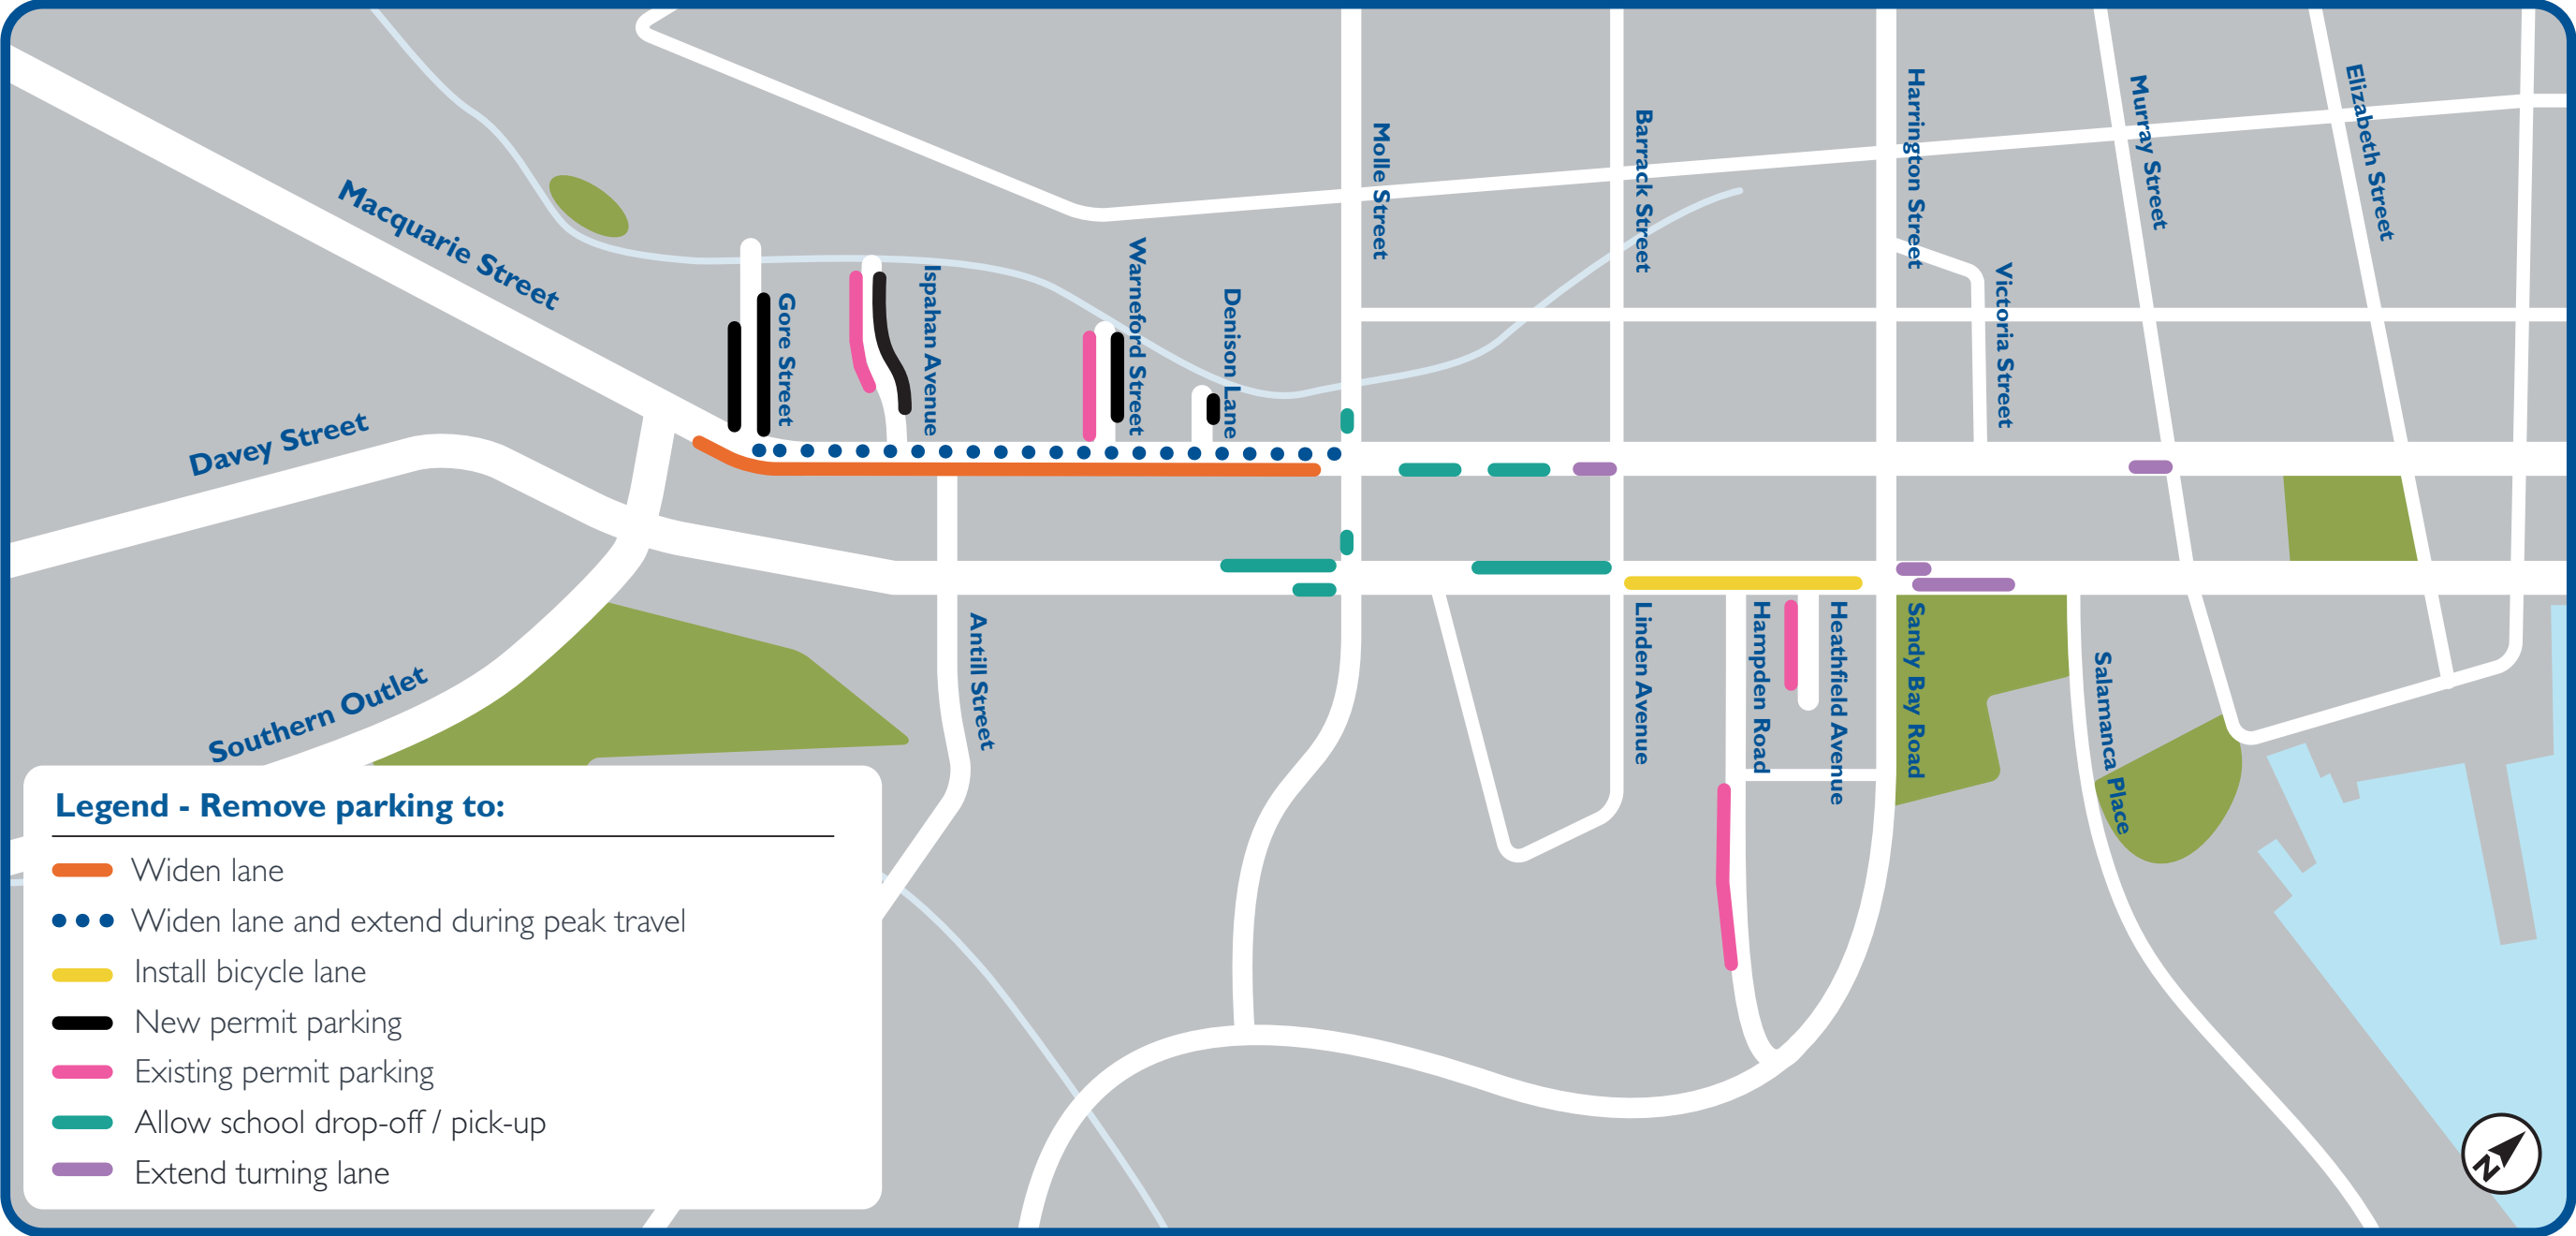 Macquarie Street
Davey Street
Southern Outlet
Gore Street
Ispahan Avenue
Warneford Street
Denison Lane
Molle Street
Barrack Street
Harrington Street
Victoria Street
Murray Street
Elizabeth Street
Antill Street
Linden Avenue
Hampden Road
Heathfield Avenue
Sandy Bay Road
Salamanca Place
Legend - Remove parking to:
Widen lane
Widen lane and extend during peak travel
Install bicycle lane
New permit parking
Existing permit parking
Allow school drop-off / pick-up
Extend turning lane
N